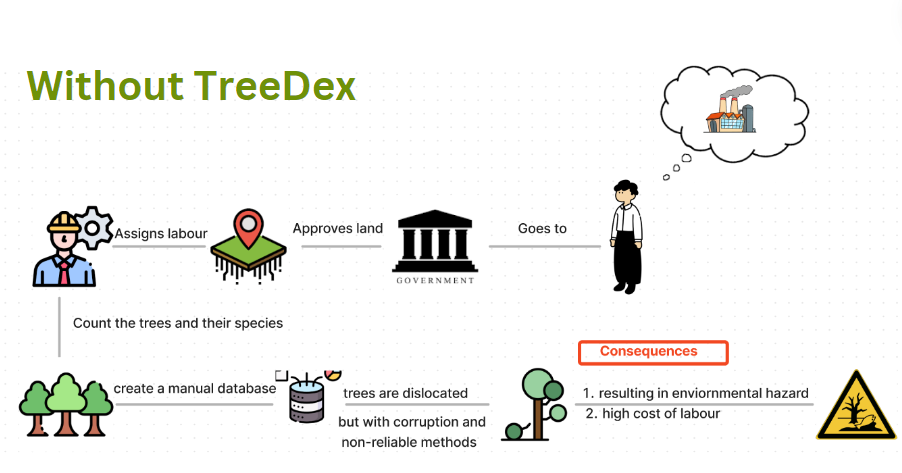 Without TreeDex
Assigns labour
Approves land
Goes to
GOVERNMENT
Count the trees and their species
Consequences
create a manual database
trees are dislocated
but with corruption and
non-reliable methods
1. resulting in enviornmental hazard
2. high cost of labour